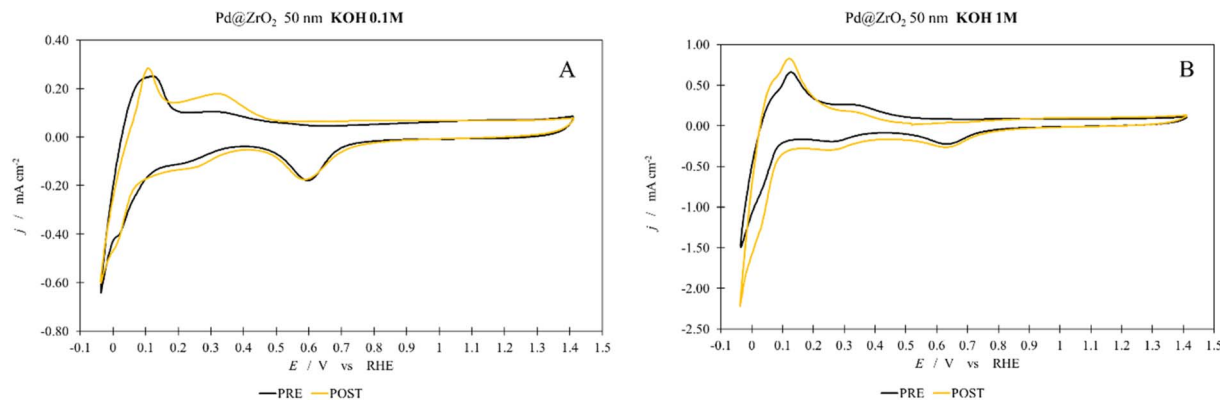 Pd@ZrO₂ 50 nm KOH 0.1M
A
0.40
0.20
0.00
-0.20
-0.40
-0.60
-0.80
j / mA cm⁻²
-0.1 0 0.1 0.2 0.3 0.4 0.5 0.6 0.7 0.8 0.9 1 1.1 1.2 1.3 1.4 1.5
E / V vs RHE
PRE POST
Pd@ZrO₂ 50 nm KOH 1M
B
1.00
0.50
0.00
-0.50
-1.00
-1.50
-2.00
-2.50
j / mA cm⁻²
-0.1 0 0.1 0.2 0.3 0.4 0.5 0.6 0.7 0.8 0.9 1 1.1 1.2 1.3 1.4 1.5
E / V vs RHE
PRE POST